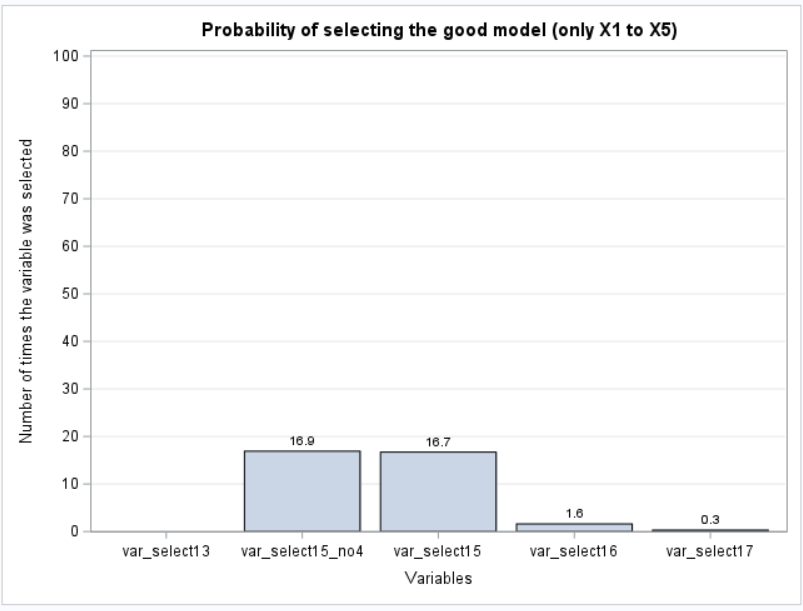 Probability of selecting the good model (only X1 to X5)
Number of times the variable was selected
100
90
80
70
60
50
40
30
20
10
0
16.9
16.7
1.6
0.3
var_select13
var_select15_no4
var_select15
var_select16
var_select17
Variables